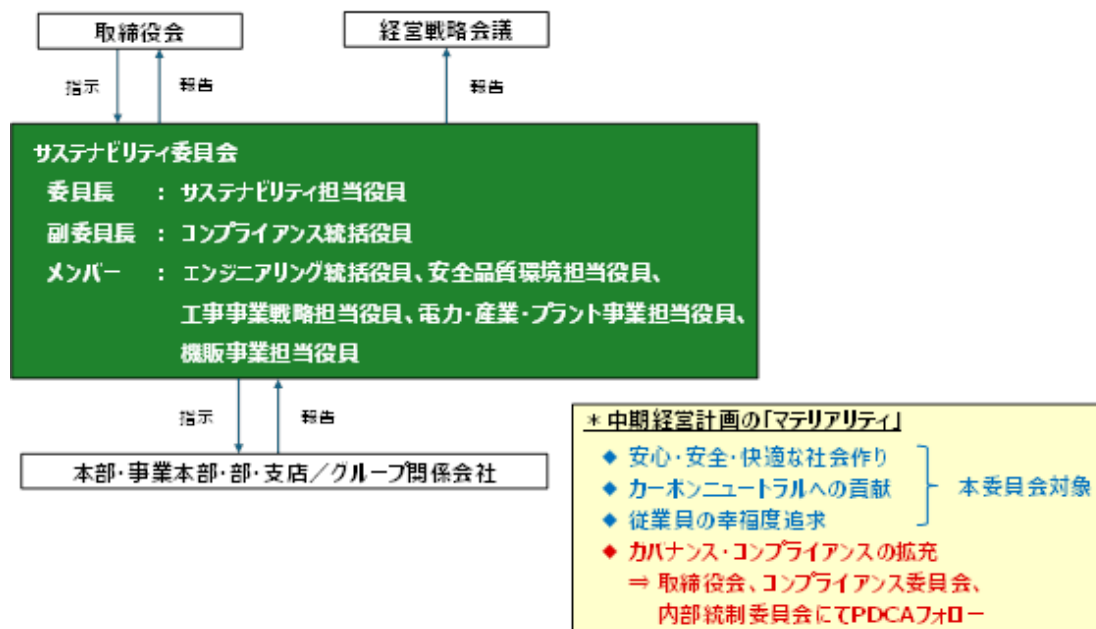 取締役会
経営戦略会議
指示
報告
報告
サステナビリティ委員会
委員長 : サステナビリティ担当役員
副委員長 : コンプライアンス統括役員
メンバー : エンジニアリング統括役員、安全品質環境担当役員、
工事事業戦略担当役員、電力・産業・プラント事業担当役員、
機販事業担当役員
指示
報告
本部・事業本部・部・支店／グループ関係会社
＊中期経営計画の「マテリアリティ」
◆ 安心・安全・快適な社会作り
◆ カーボンニュートラルへの貢献
◆ 従業員の幸福度追求
本委員会対象
◆ ガバナンス・コンプライアンスの拡充
⇒ 取締役会、コンプライアンス委員会、
内部統制委員会にてPDCAフォロー